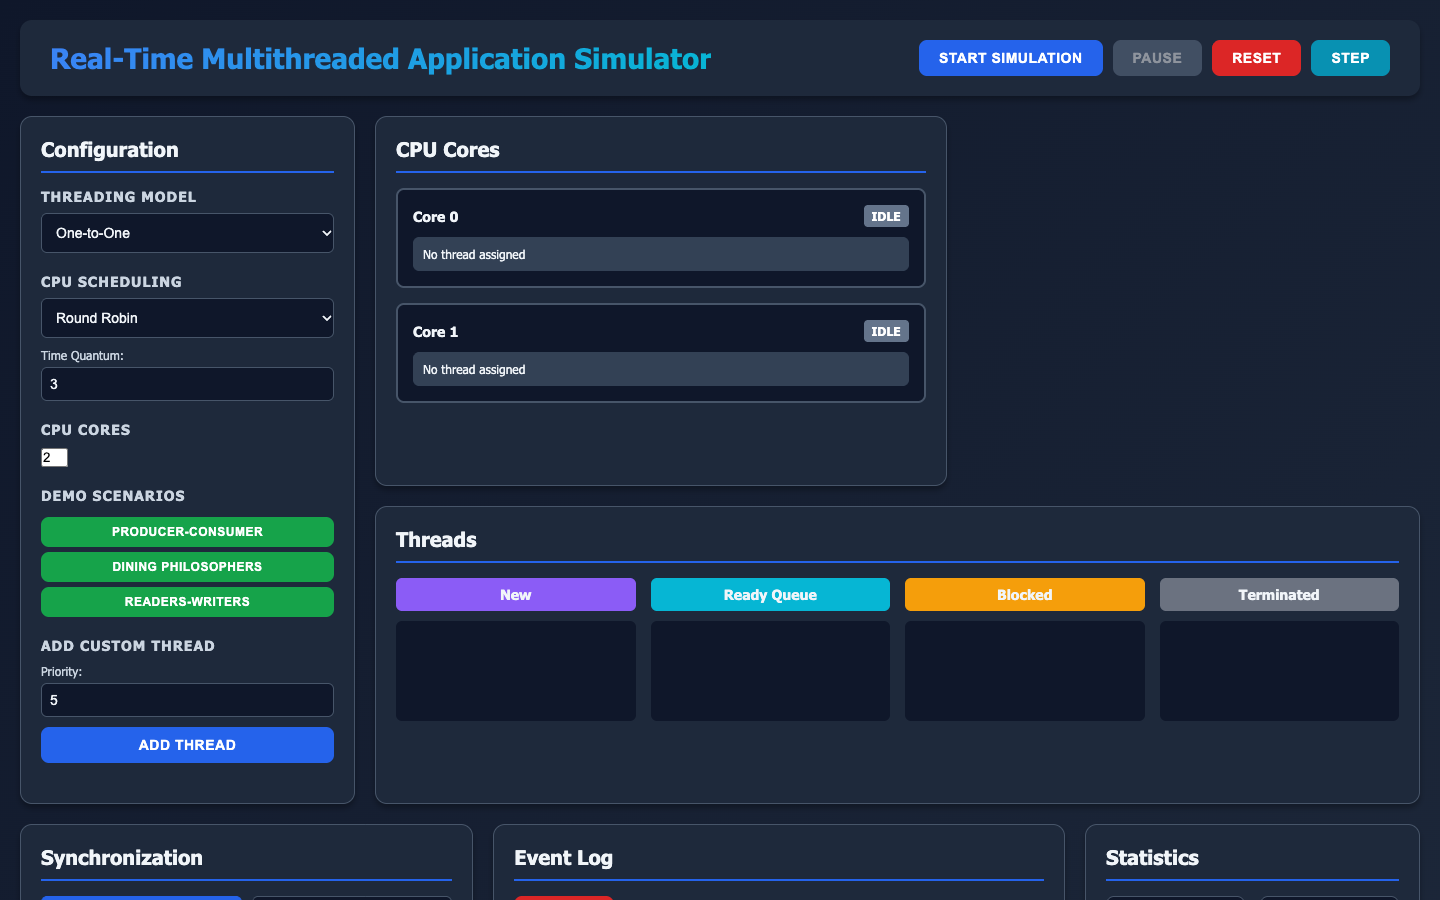 Real-Time Multithreaded Application Simulator
START SIMULATION
PAUSE
RESET
STEP
Configuration
THREADING MODEL
One-to-One
CPU SCHEDULING
Round Robin
Time Quantum:
3
CPU CORES
2
DEMO SCENARIOS
PRODUCER-CONSUMER
DINING PHILOSOPHERS
READERS-WRITERS
ADD CUSTOM THREAD
Priority:
5
ADD THREAD
CPU Cores
Core 0
IDLE
No thread assigned
Core 1
IDLE
No thread assigned
Threads
New
Ready Queue
Blocked
Terminated
Synchronization
Event Log
Statistics